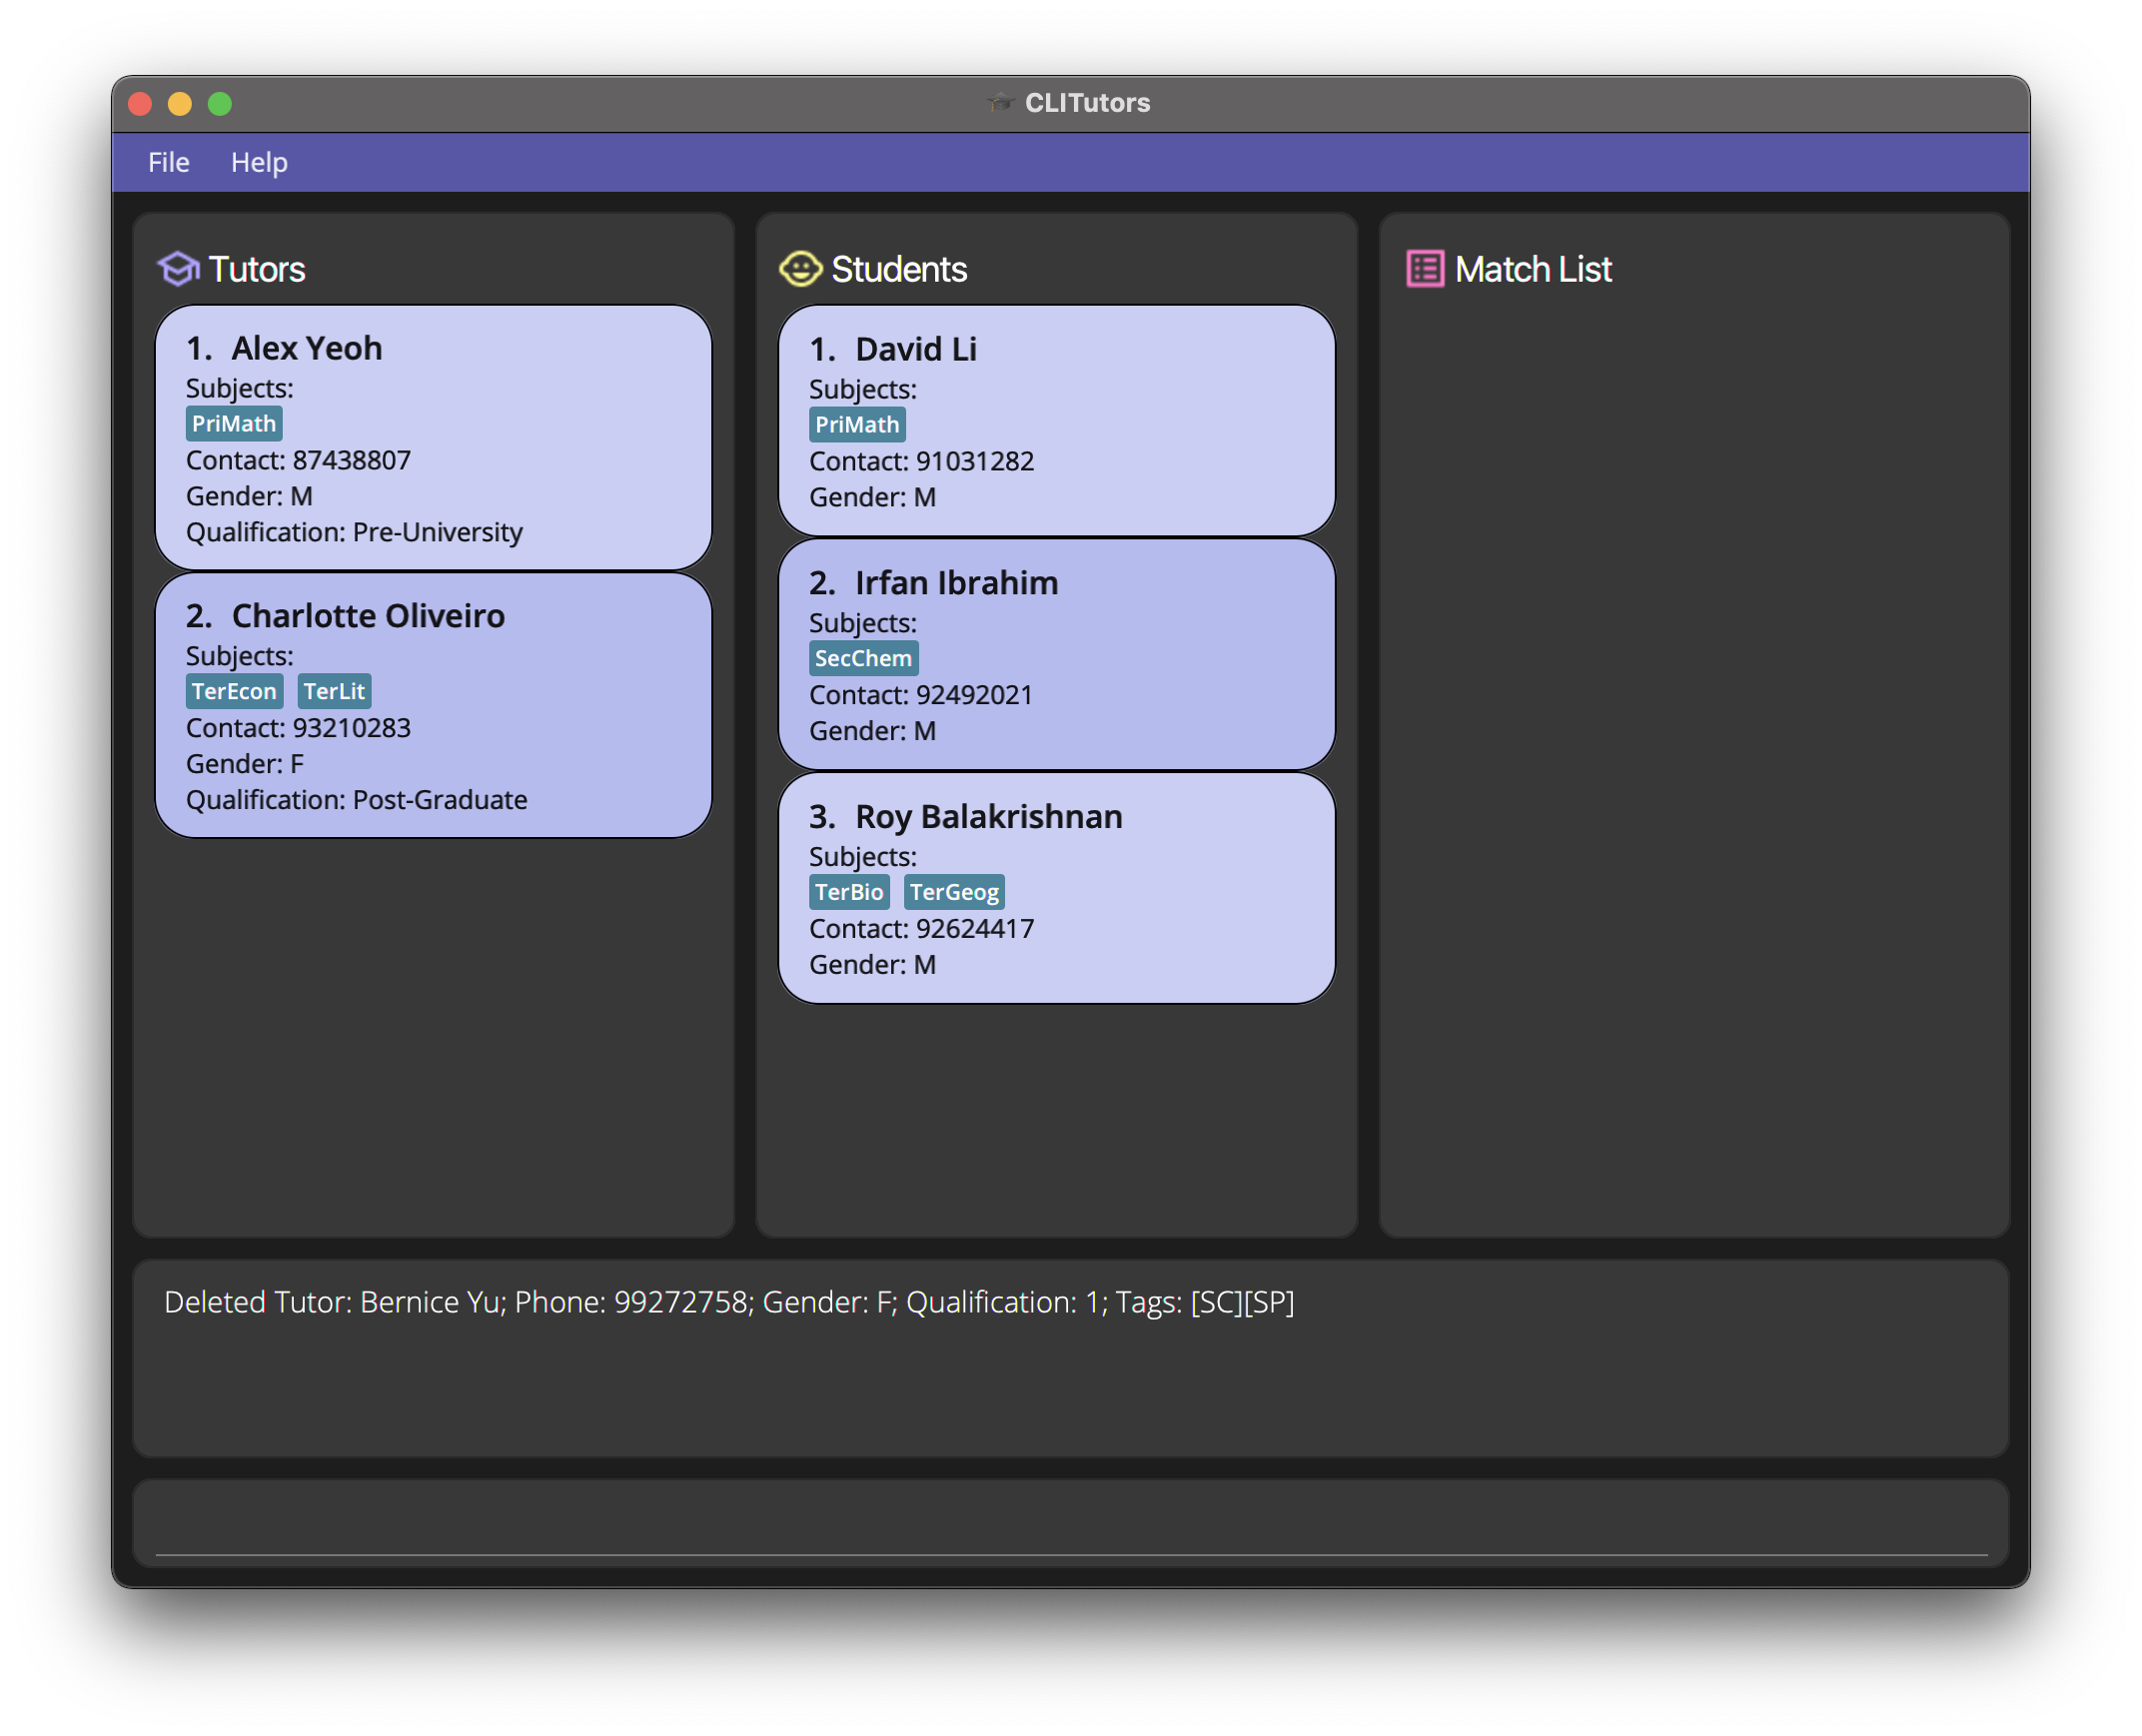 CLITutors
File Help
Tutors
1. Alex Yeoh
Subjects:
PriMath
Contact: 87438807
Gender: M
Qualification: Pre-University
2. Charlotte Oliveiro
Subjects:
TerEcon TerLit
Contact: 93210283
Gender: F
Qualification: Post-Graduate
Students
1. David Li
Subjects:
PriMath
Contact: 91031282
Gender: M
2. Irfan Ibrahim
Subjects:
SecChem
Contact: 92492021
Gender: M
3. Roy Balakrishnan
Subjects:
TerBio TerGeog
Contact: 92624417
Gender: M
Match List
Deleted Tutor: Bernice Yu; Phone: 99272758; Gender: F; Qualification: 1; Tags: [SC][SP]